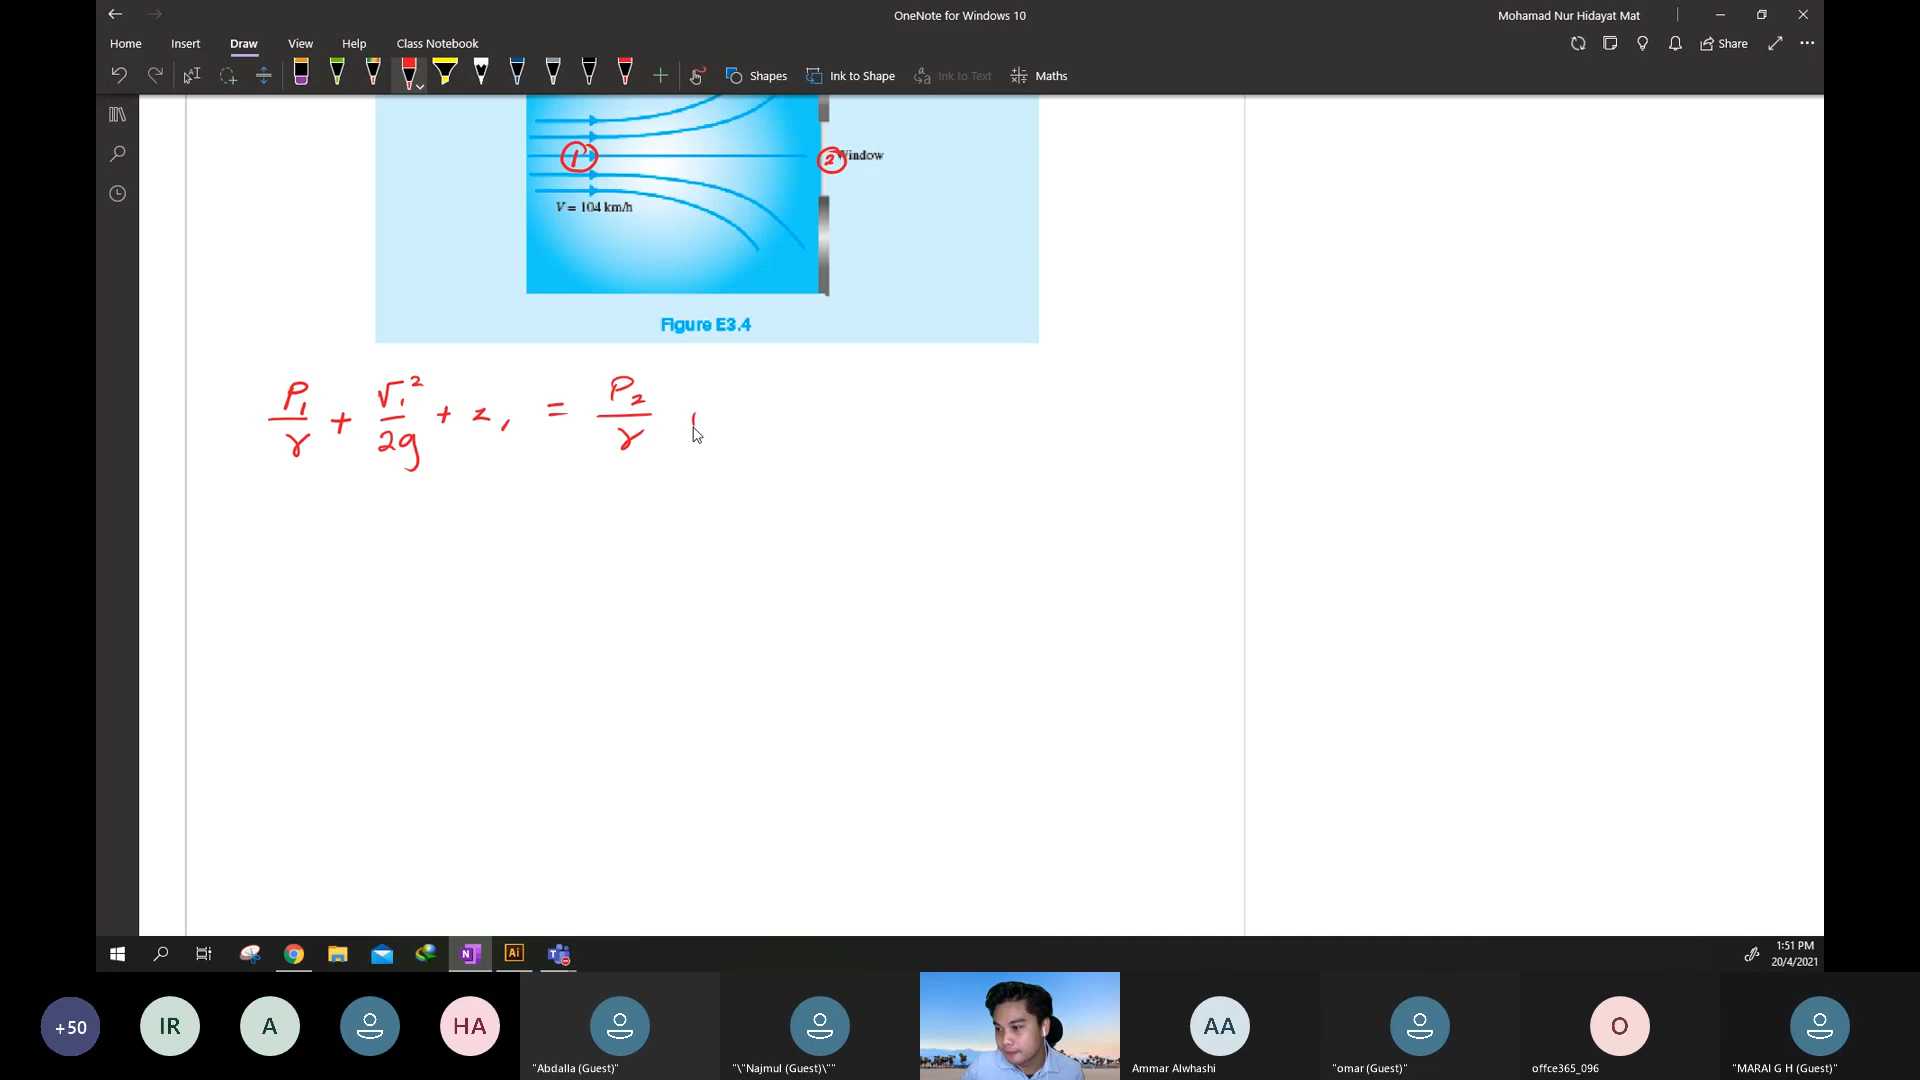 OneNote for Windows 10
Mohamad Nur Hidayat Mat
Home Insert Draw View Help Class Notebook
Share
Shapes Ink to Shape Ink to Text Maths
1 2 Window
V = 104 km/h
Figure E3.4
P₁/γ + V₁²/2g + z₁ = P₂/γ
Ai
1:51 PM
20/4/2021
+50 IR A HA AA O
"Abdalla (Guest)" "\"Najmul (Guest)\"" Ammar Alwhashi "omar (Guest)" offce365_096 "MARAI G H (Guest)"